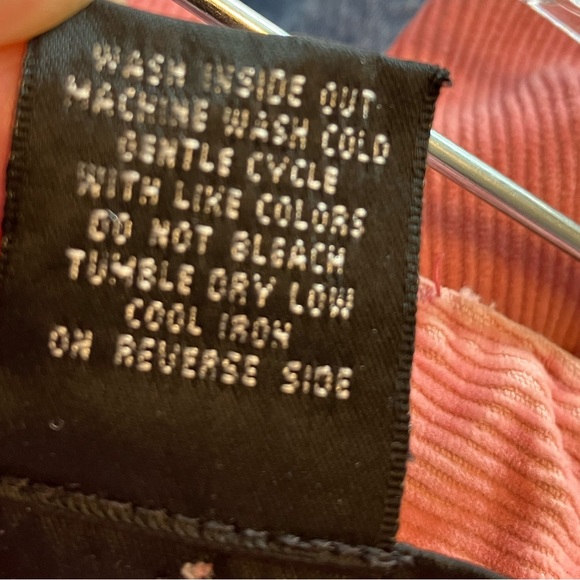 WASH INSIDE OUT
MACHINE WASH COLD
GENTLE CYCLE
WITH LIKE COLORS
DO NOT BLEACH
TUMBLE DRY LOW
COOL IRON
ON REVERSE SIDE